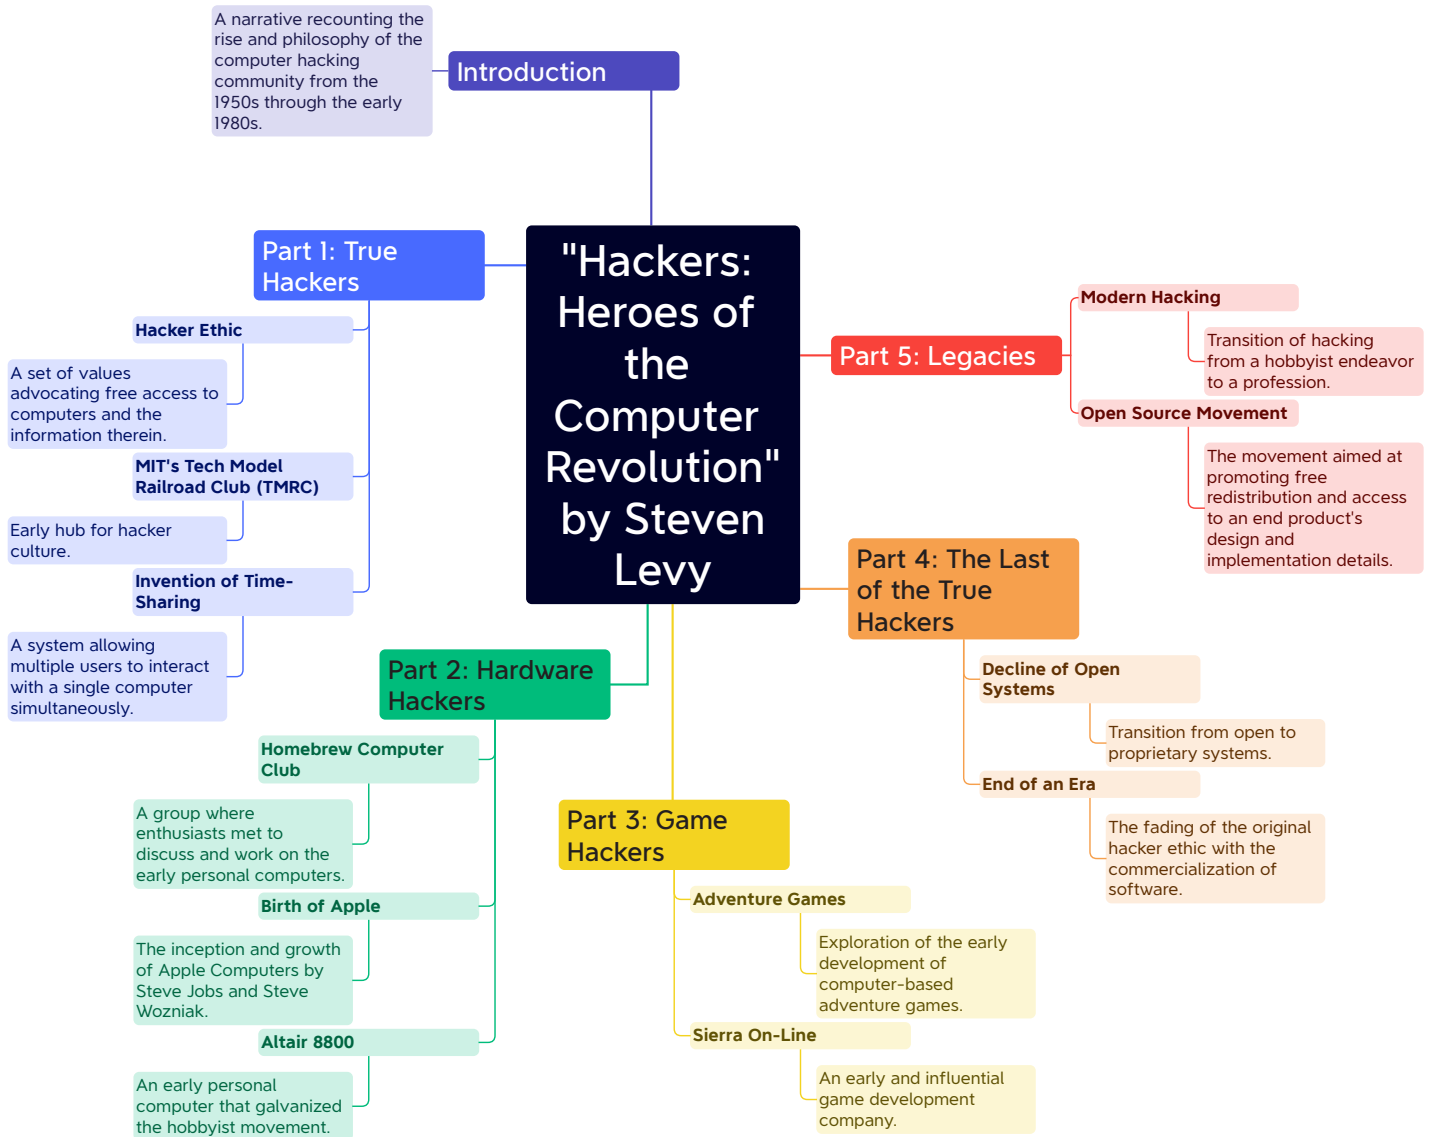 A narrative recounting the
rise and philosophy of the
computer hacking
community from the
1950s through the early
1980s.
Introduction
"Hackers:
Heroes of
the
Computer
Revolution"
by Steven
Levy
Part 1: True
Hackers
Hacker Ethic
A set of values
advocating free access to
computers and the
information therein.
MIT's Tech Model
Railroad Club (TMRC)
Early hub for hacker
culture.
Invention of Time-
Sharing
A system allowing
multiple users to interact
with a single computer
simultaneously.
Part 2: Hardware
Hackers
Homebrew Computer
Club
A group where
enthusiasts met to
discuss and work on the
early personal computers.
Birth of Apple
The inception and growth
of Apple Computers by
Steve Jobs and Steve
Wozniak.
Altair 8800
An early personal
computer that galvanized
the hobbyist movement.
Part 3: Game
Hackers
Adventure Games
Exploration of the early
development of
computer-based
adventure games.
Sierra On-Line
An early and influential
game development
company.
Part 4: The Last
of the True
Hackers
Decline of Open
Systems
Transition from open to
proprietary systems.
End of an Era
The fading of the original
hacker ethic with the
commercialization of
software.
Part 5: Legacies
Modern Hacking
Transition of hacking
from a hobbyist endeavor
to a profession.
Open Source Movement
The movement aimed at
promoting free
redistribution and access
to an end product's
design and
implementation details.